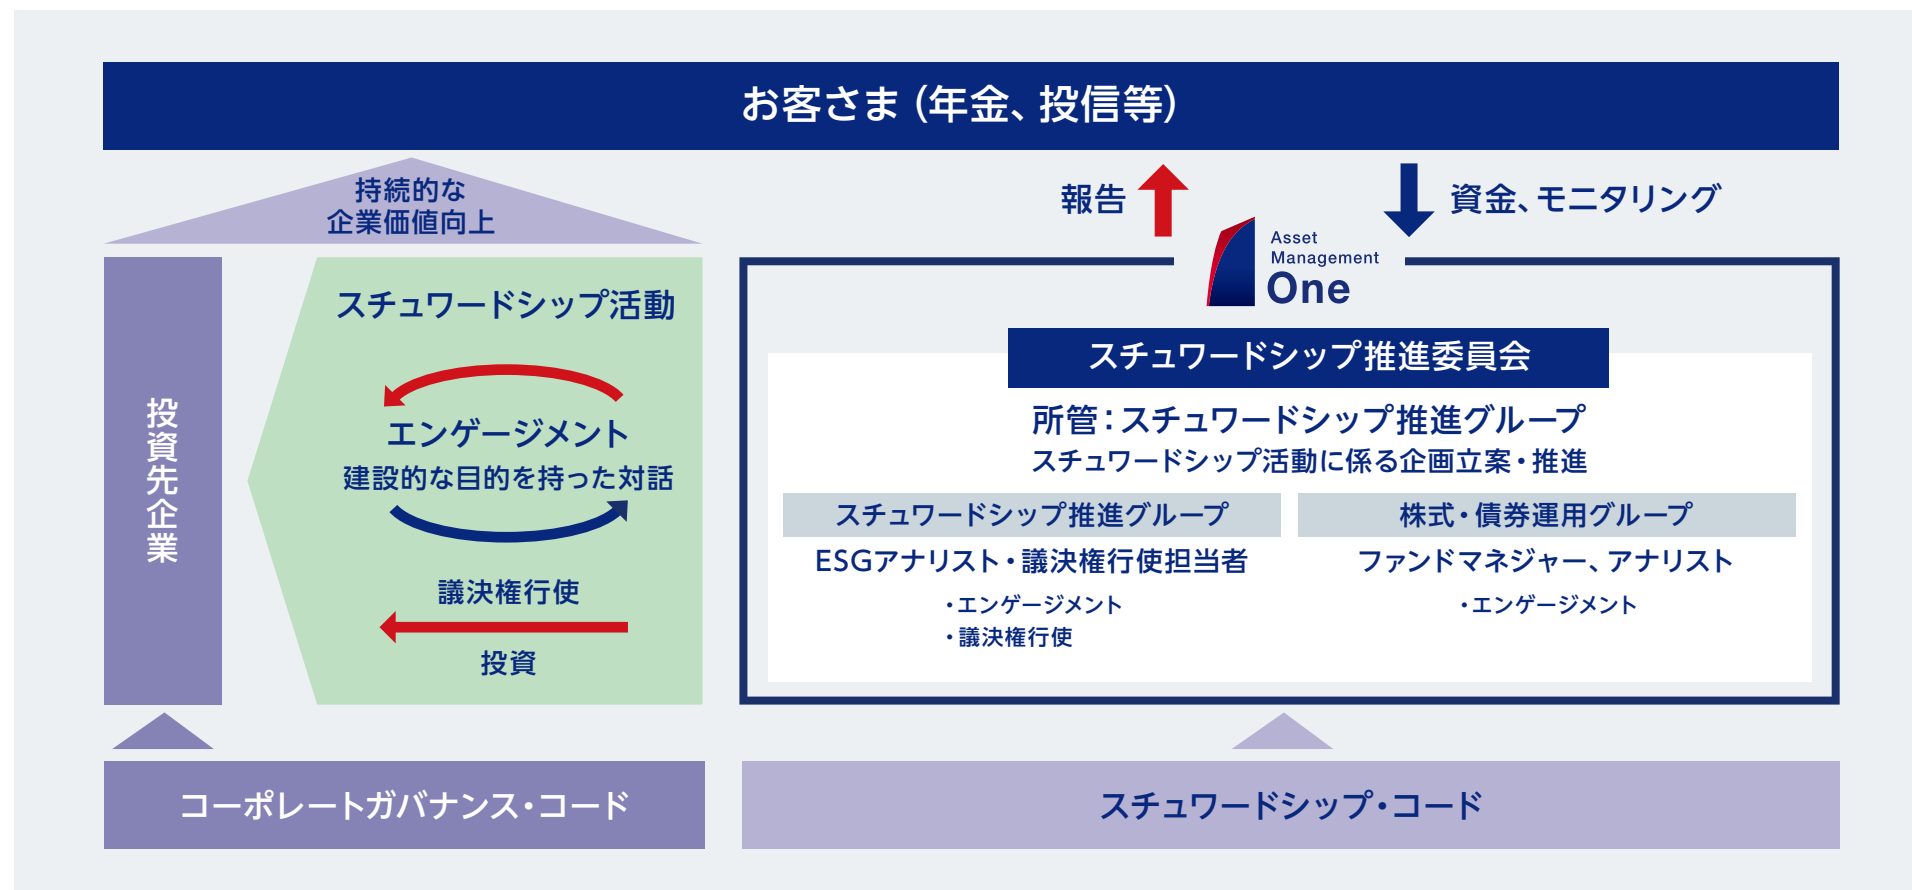 お客さま（年金、投信等）
持続的な
企業価値向上
報告
資金、モニタリング
Asset
Management
One
投資先企業
スチュワードシップ活動
エンゲージメント
建設的な目的を持った対話
議決権行使
投資
スチュワードシップ推進委員会
所管：スチュワードシップ推進グループ
スチュワードシップ活動に係る企画立案・推進
スチュワードシップ推進グループ
ESGアナリスト・議決権行使担当者
・エンゲージメント
・議決権行使
株式・債券運用グループ
ファンドマネジャー、アナリスト
・エンゲージメント
コーポレートガバナンス・コード
スチュワードシップ・コード